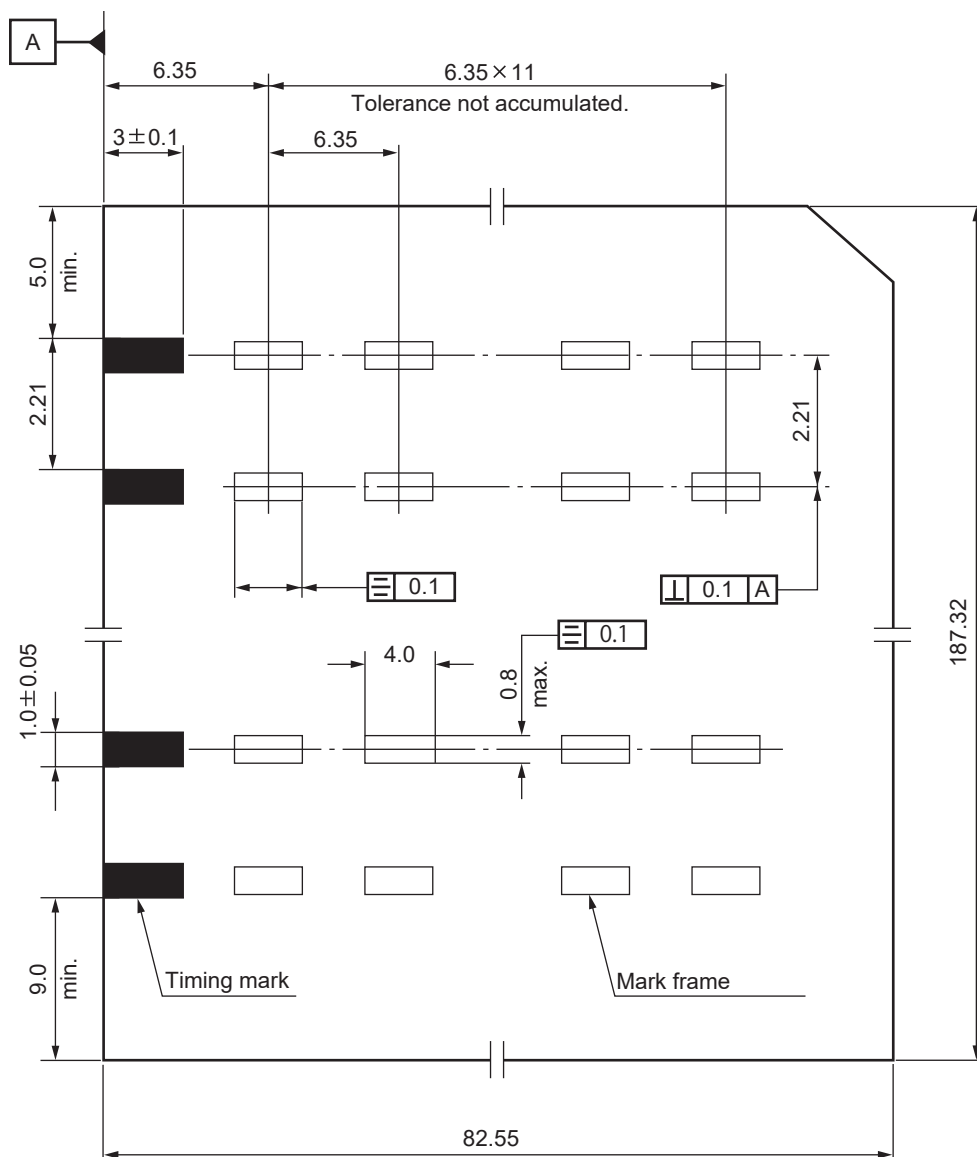 A
6.35
6.35×11
Tolerance not accumulated.
3±0.1
6.35
5.0
min.
2.21
2.21
⌯ 0.1
⊥ 0.1 A
187.32
⌯ 0.1
4.0
0.8
max.
1.0±0.05
9.0
min.
Timing mark
Mark frame
82.55